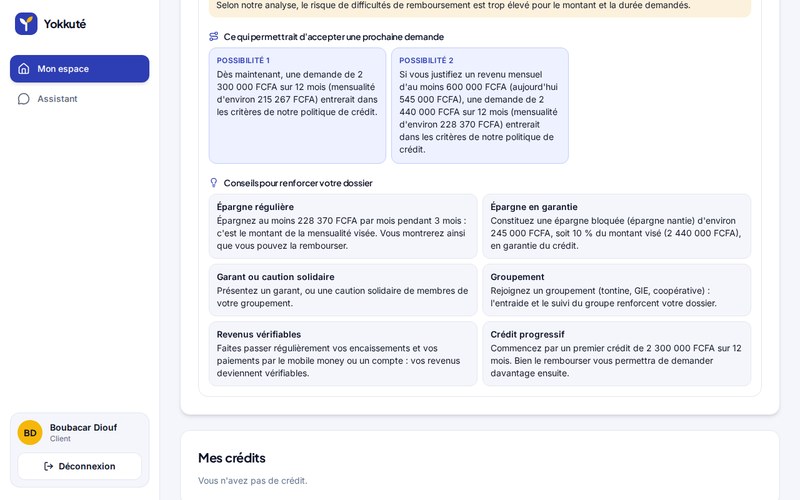 Yokkuté
Mon espace
Assistant
Selon notre analyse, le risque de difficultés de remboursement est trop élevé pour le montant et la durée demandés.
Ce qui permettrait d'accepter une prochaine demande
POSSIBILITÉ 1
Dès maintenant, une demande de 2
300 000 FCFA sur 12 mois (mensualité
d'environ 215 267 FCFA) entrerait dans
les critères de notre politique de crédit.
POSSIBILITÉ 2
Si vous justifiez un revenu mensuel
d'au moins 600 000 FCFA (aujourd'hui
545 000 FCFA), une demande de 2
440 000 FCFA sur 12 mois (mensualité
d'environ 228 370 FCFA) entrerait
dans les critères de notre politique de
crédit.
Conseils pour renforcer votre dossier
Épargne régulière
Épargnez au moins 228 370 FCFA par mois pendant 3 mois :
c'est le montant de la mensualité visée. Vous montrerez ainsi
que vous pouvez la rembourser.
Épargne en garantie
Constituez une épargne bloquée (épargne nantie) d'environ
245 000 FCFA, soit 10 % du montant visé (2 440 000 FCFA),
en garantie du crédit.
Garant ou caution solidaire
Présentez un garant, ou une caution solidaire de membres de
votre groupement.
Groupement
Rejoignez un groupement (tontine, GIE, coopérative) :
l'entraide et le suivi du groupe renforcent votre dossier.
Revenus vérifiables
Faites passer régulièrement vos encaissements et vos
paiements par le mobile money ou un compte : vos revenus
deviennent vérifiables.
Crédit progressif
Commencez par un premier crédit de 2 300 000 FCFA sur 12
mois. Bien le rembourser vous permettra de demander
davantage ensuite.
BD
Boubacar Diouf
Client
Déconnexion
Mes crédits
Vous n'avez pas de crédit.